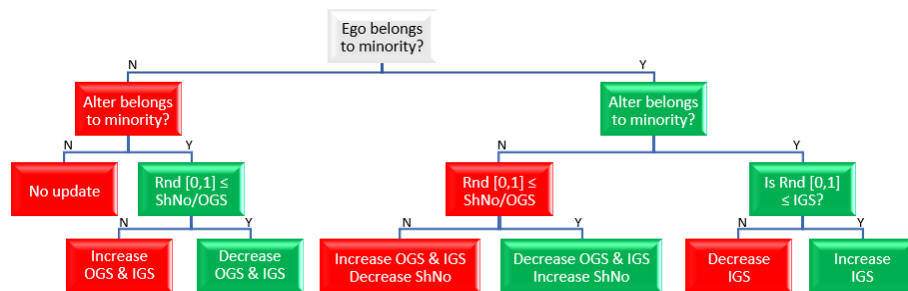 Ego belongs
to minority?
N
Y
Alter belongs
to minority?
Alter belongs
to minority?
N
Y
N
Y
No update
Rnd [0,1] ≤
ShNo/OGS
Rnd [0,1] ≤
ShNo/OGS
Is Rnd [0,1]
≤ IGS?
N
Y
N
Y
N
Y
Increase
OGS & IGS
Decrease
OGS & IGS
Increase OGS & IGS
Decrease ShNo
Decrease OGS & IGS
Increase ShNo
Decrease
IGS
Increase
IGS